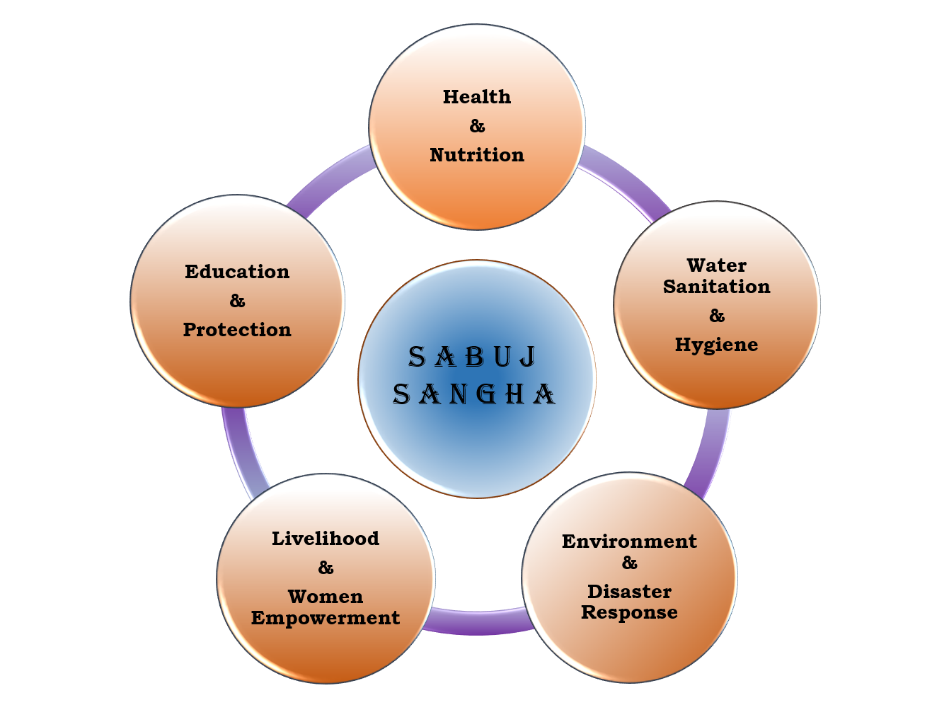 Health
&
Nutrition
Water
Sanitation
&
Hygiene
Environment
&
Disaster
Response
Livelihood
&
Women
Empowerment
Education
&
Protection
SABUJ
SANGHA